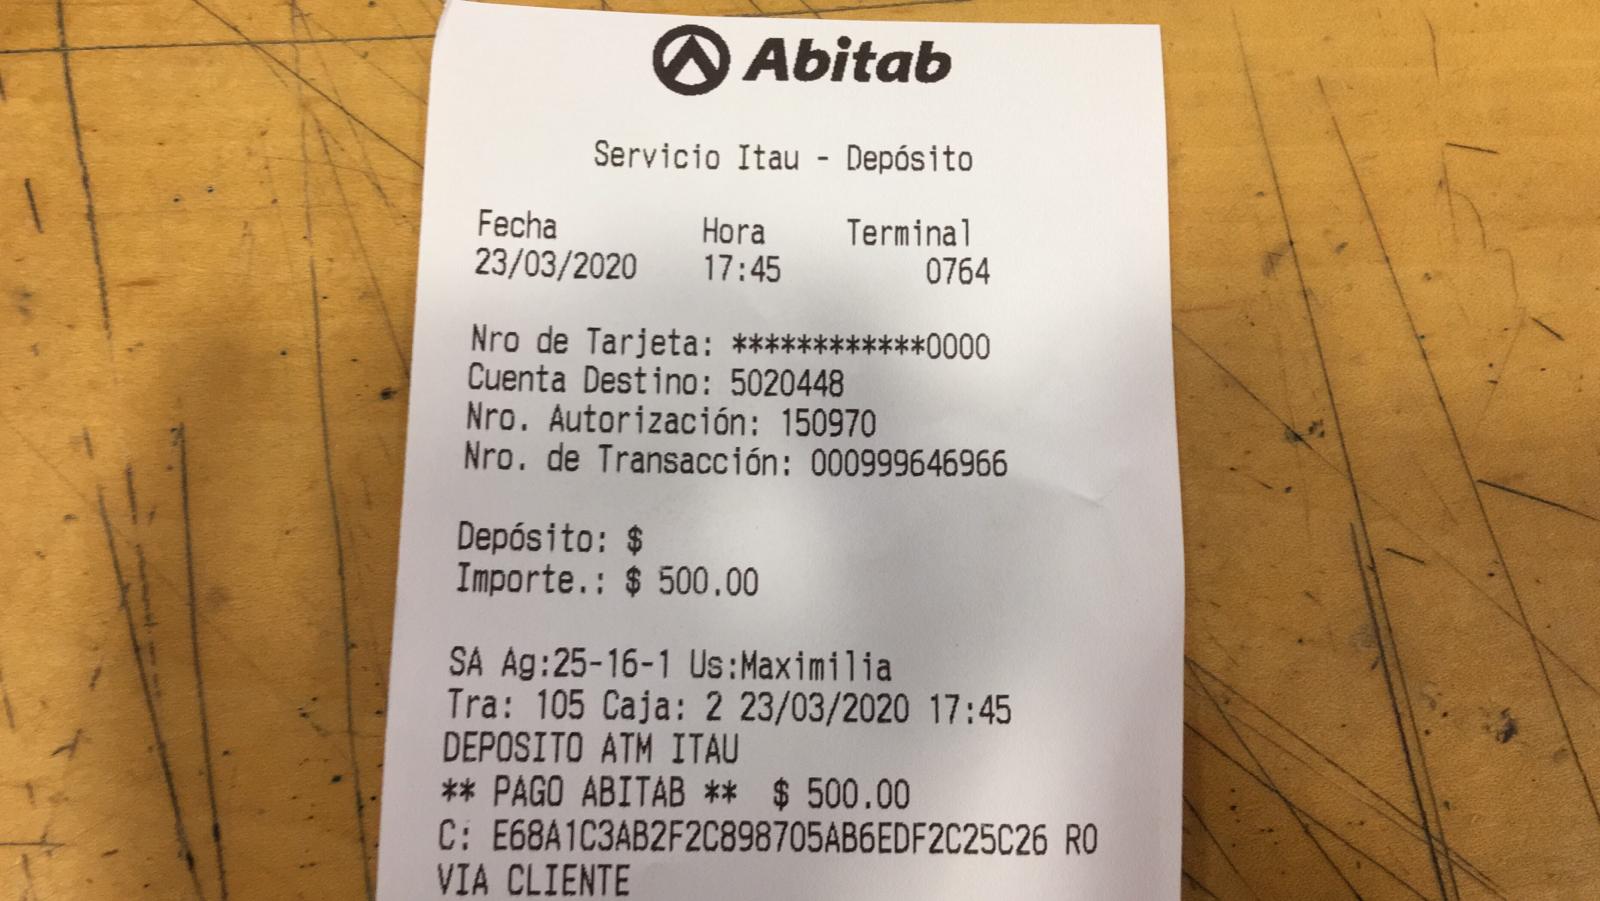 Abitab
Servicio Itau - Depósito
Fecha Hora Terminal
23/03/2020 17:45 0764
Nro de Tarjeta: ************0000
Cuenta Destino: 5020448
Nro. Autorización: 150970
Nro. de Transacción: 000999646966
Depósito: $
Importe.: $ 500.00
SA Ag:25-16-1 Us:Maximilia
Tra: 105 Caja: 2 23/03/2020 17:45
DEPOSITO ATM ITAU
** PAGO ABITAB ** $ 500.00
C: E68A1C3AB2F2C898705AB6EDF2C25C26 RO
VIA CLIENTE